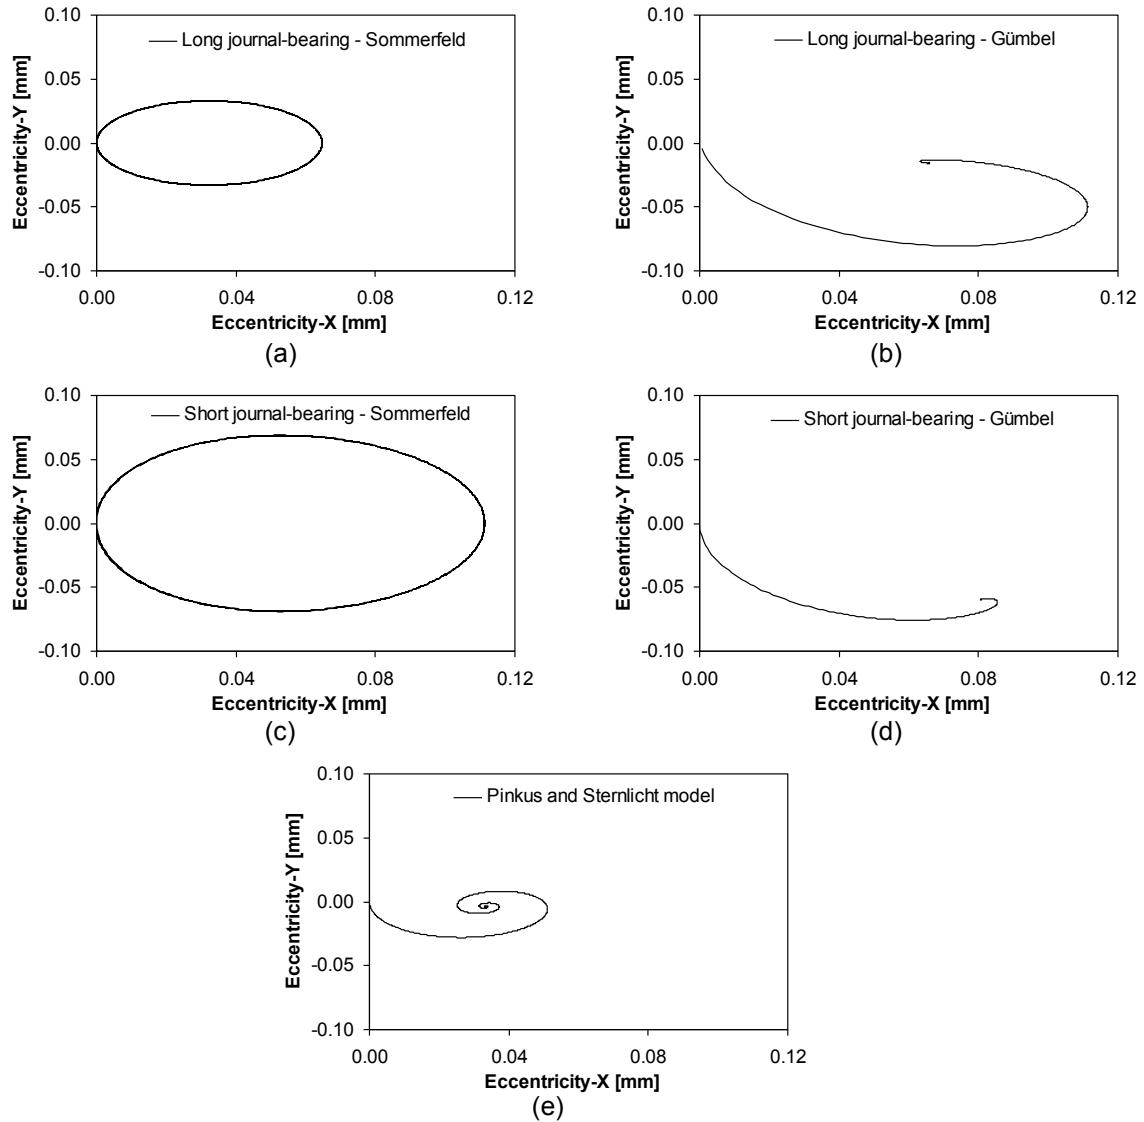 0.10
Long journal-bearing - Sommerfeld
0.05
0.00
-0.05
-0.10
Eccentricity-Y [mm]
0.00 0.04 0.08 0.12
Eccentricity-X [mm]
(a)
0.10
Long journal-bearing - Gümbel
0.05
0.00
-0.05
-0.10
Eccentricity-Y [mm]
0.00 0.04 0.08 0.12
Eccentricity-X [mm]
(b)
0.10
Short journal-bearing - Sommerfeld
0.05
0.00
-0.05
-0.10
Eccentricity-Y [mm]
0.00 0.04 0.08 0.12
Eccentricity-X [mm]
(c)
0.10
Short journal-bearing - Gümbel
0.05
0.00
-0.05
-0.10
Eccentricity-Y [mm]
0.00 0.04 0.08 0.12
Eccentricity-X [mm]
(d)
0.10
Pinkus and Sternlicht model
0.05
0.00
-0.05
-0.10
Eccentricity-Y [mm]
0.00 0.04 0.08 0.12
Eccentricity-X [mm]
(e)